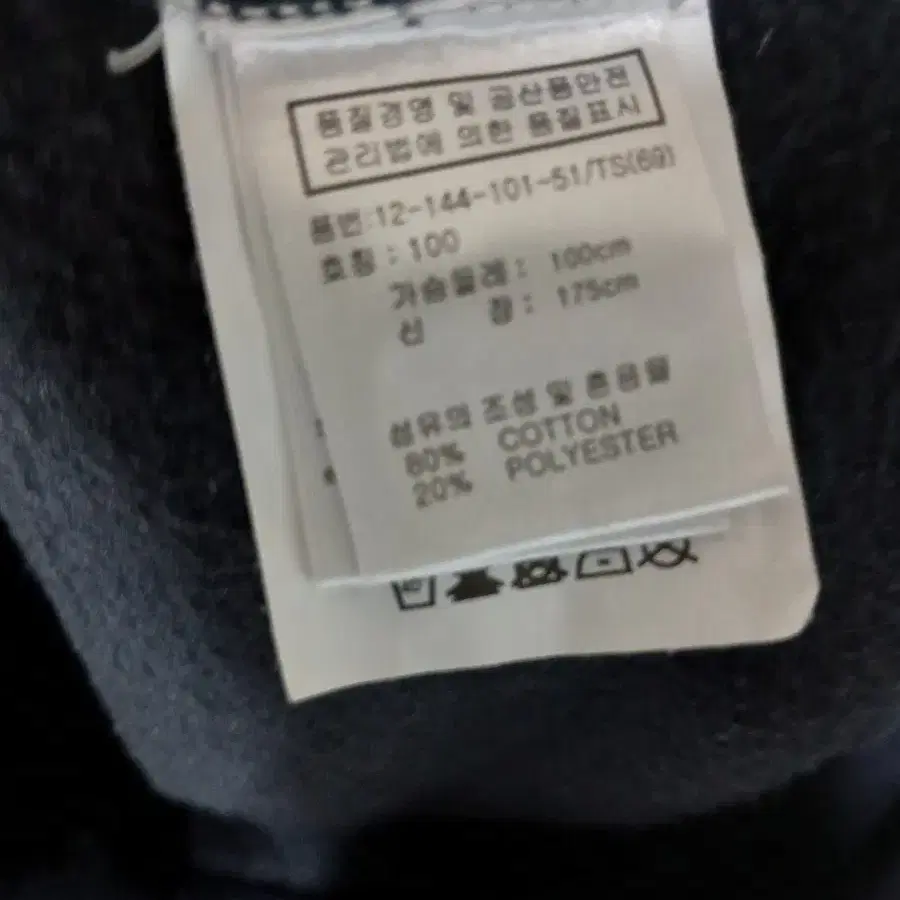 품질경영 및 공산품안전
관리법에 의한 품질표시
품번:12-144-101-51/TS(69)
호칭 : 100
가슴둘레 : 100cm
신 장 : 175cm
섬유의 조성 및 혼용율
80% COTTON
20% POLYESTER